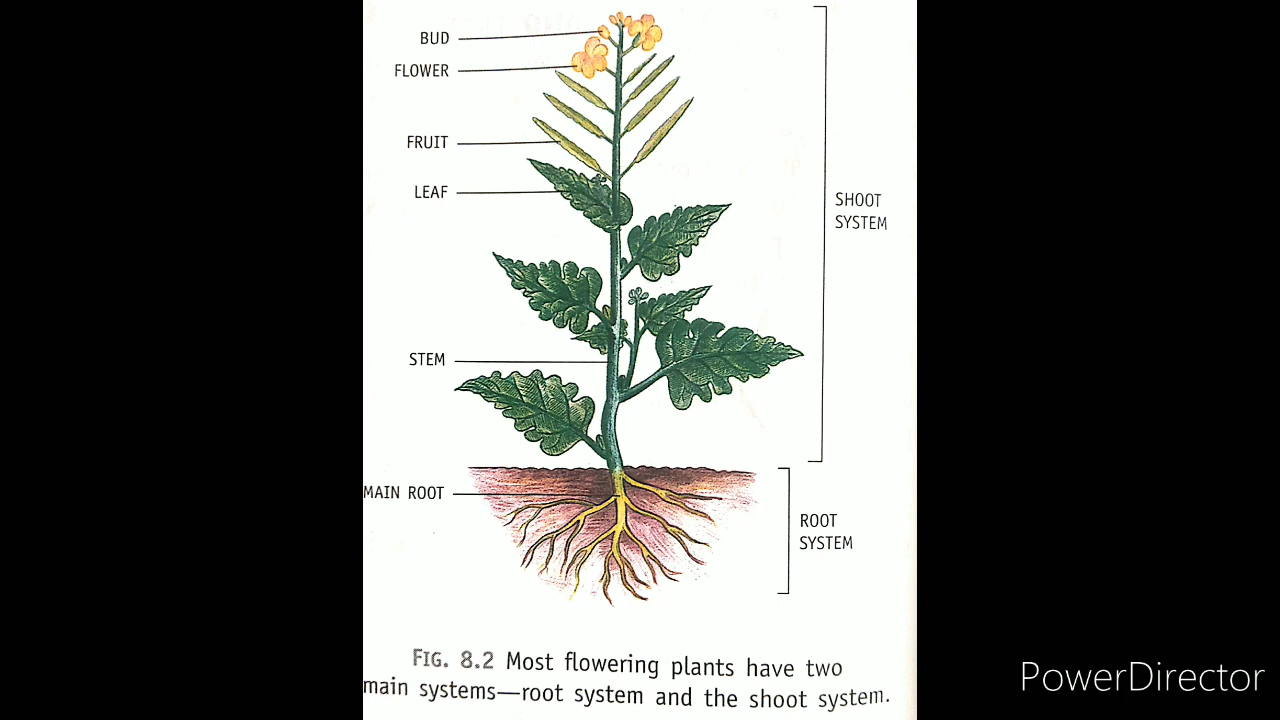 BUD
FLOWER
FRUIT
LEAF
STEM
MAIN ROOT
SHOOT
SYSTEM
ROOT
SYSTEM
FIG. 8.2 Most flowering plants have two
main systems—root system and the shoot system.
PowerDirector